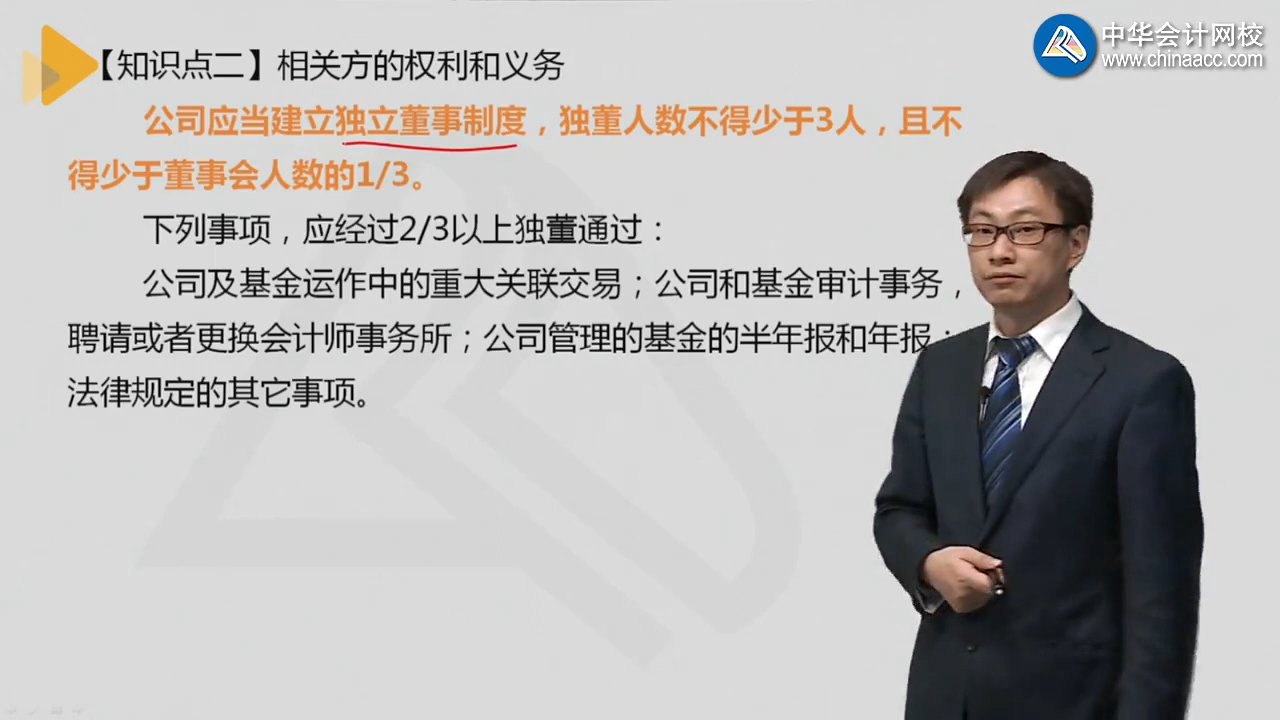 中华会计网校
www.chinaacc.com
【知识点二】相关方的权利和义务
公司应当建立独立董事制度，独董人数不得少于3人，且不
得少于董事会人数的1/3。
下列事项，应经过2/3以上独董通过：
公司及基金运作中的重大关联交易；公司和基金审计事务，
聘请或者更换会计师事务所；公司管理的基金的半年报和年报；
法律规定的其它事项。